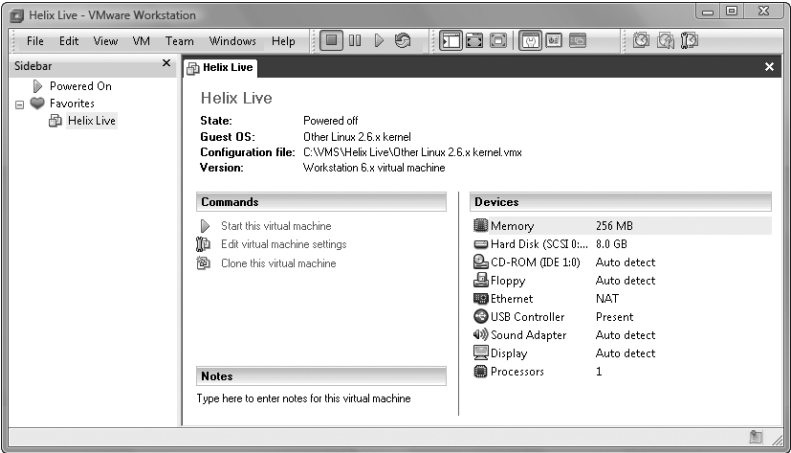 Helix Live - VMware Workstation
File Edit View VM Team Windows Help
Sidebar
Powered On
Favorites
Helix Live
Helix Live
Helix Live
State: Powered off
Guest OS: Other Linux 2.6.x kernel
Configuration file: C:\VMS\Helix Live\Other Linux 2.6.x kernel.vmx
Version: Workstation 6.x virtual machine
Commands
Start this virtual machine
Edit virtual machine settings
Clone this virtual machine
Notes
Type here to enter notes for this virtual machine
Devices
Memory 256 MB
Hard Disk (SCSI 0:... 8.0 GB
CD-ROM (IDE 1:0) Auto detect
Floppy Auto detect
Ethernet NAT
USB Controller Present
Sound Adapter Auto detect
Display Auto detect
Processors 1